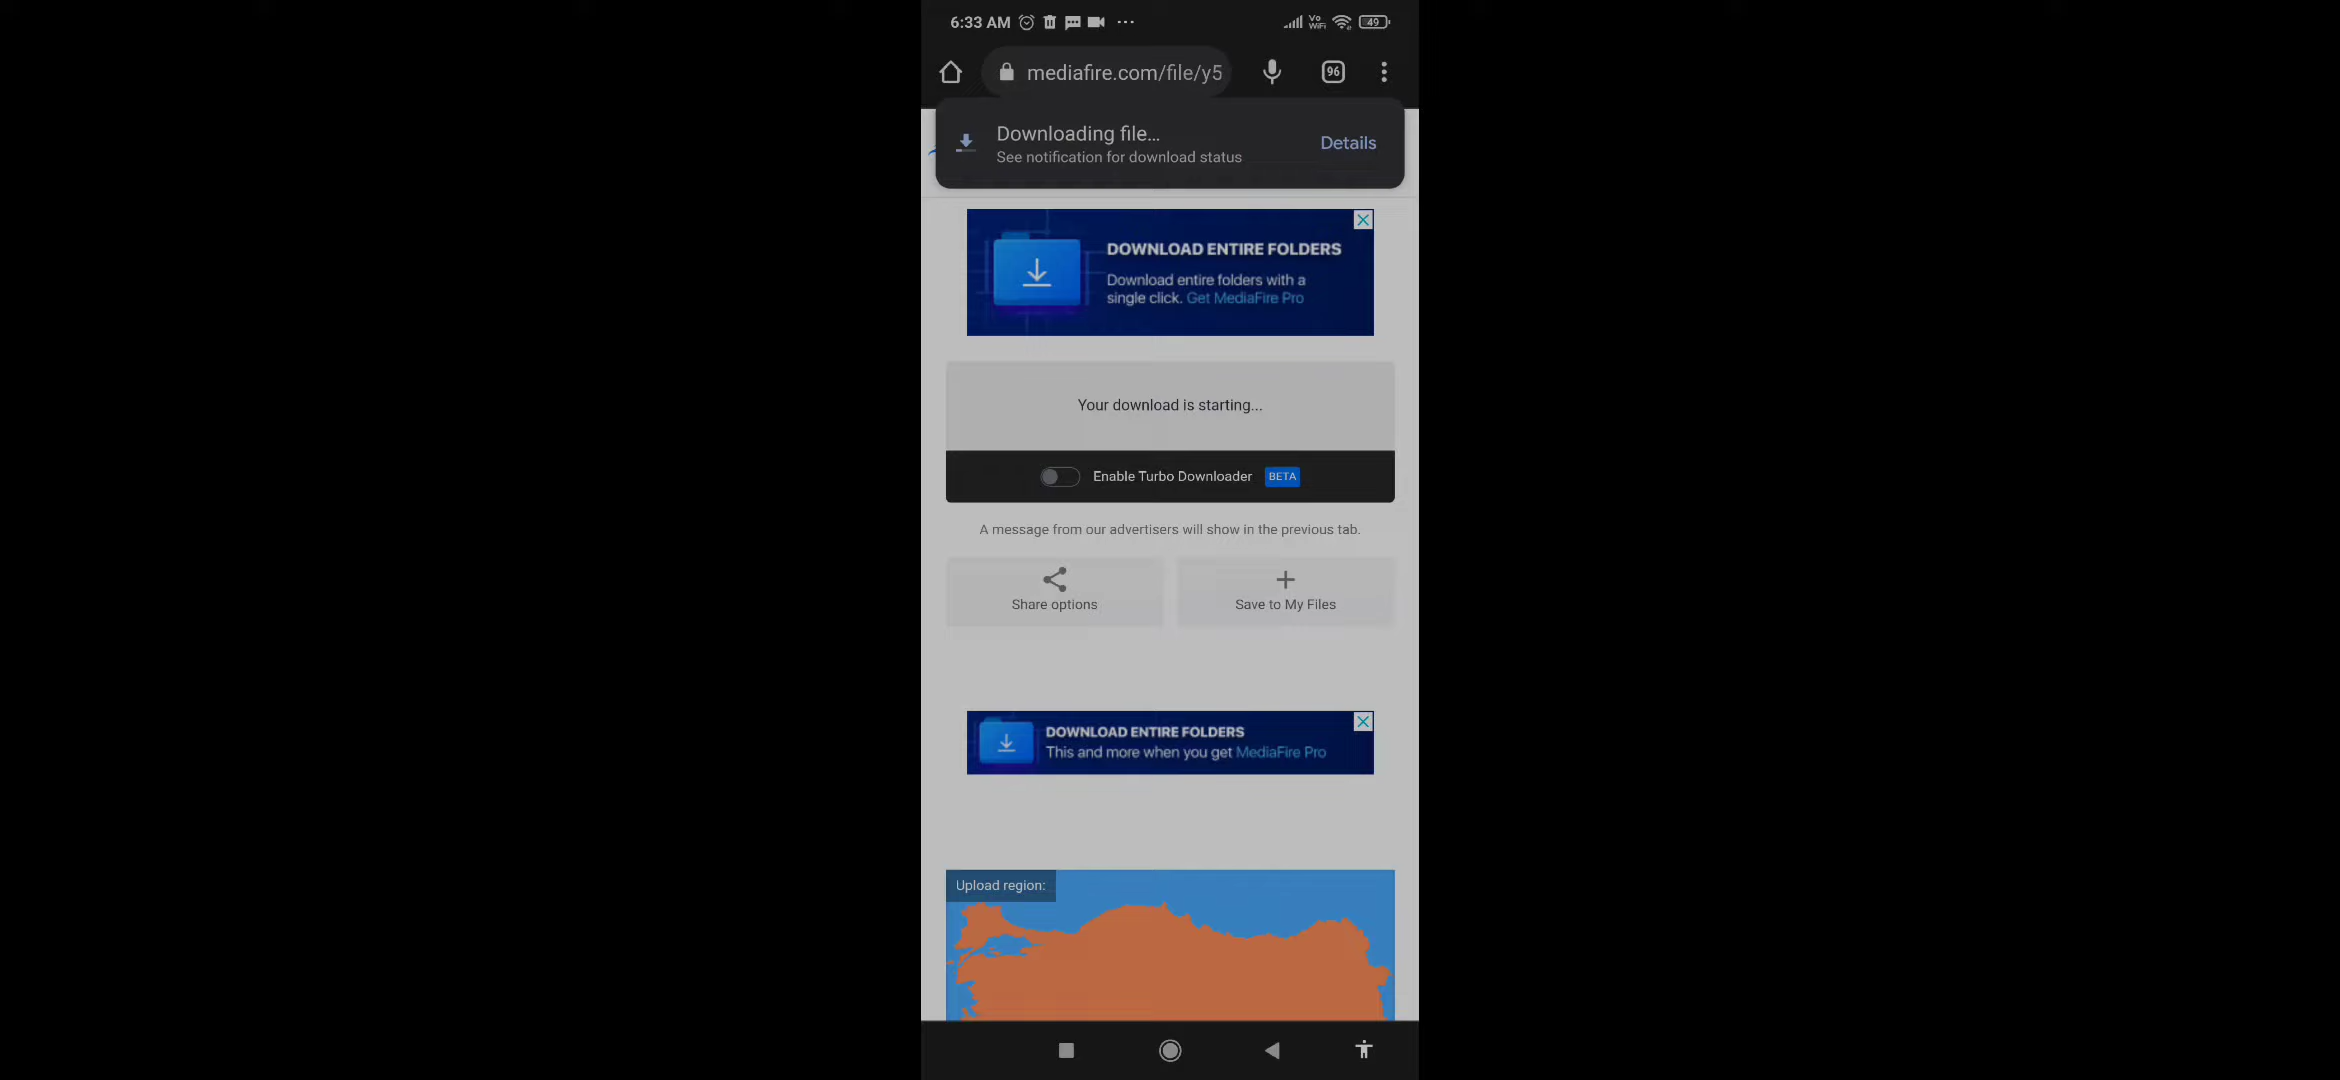 6:33 AM
Vo
WiFi
49
mediafire.com/file/y5
96
Downloading file...
See notification for download status
Details
DOWNLOAD ENTIRE FOLDERS
Download entire folders with a
single click. Get MediaFire Pro
Your download is starting...
Enable Turbo Downloader BETA
A message from our advertisers will show in the previous tab.
Share options
Save to My Files
DOWNLOAD ENTIRE FOLDERS
This and more when you get MediaFire Pro
Upload region: